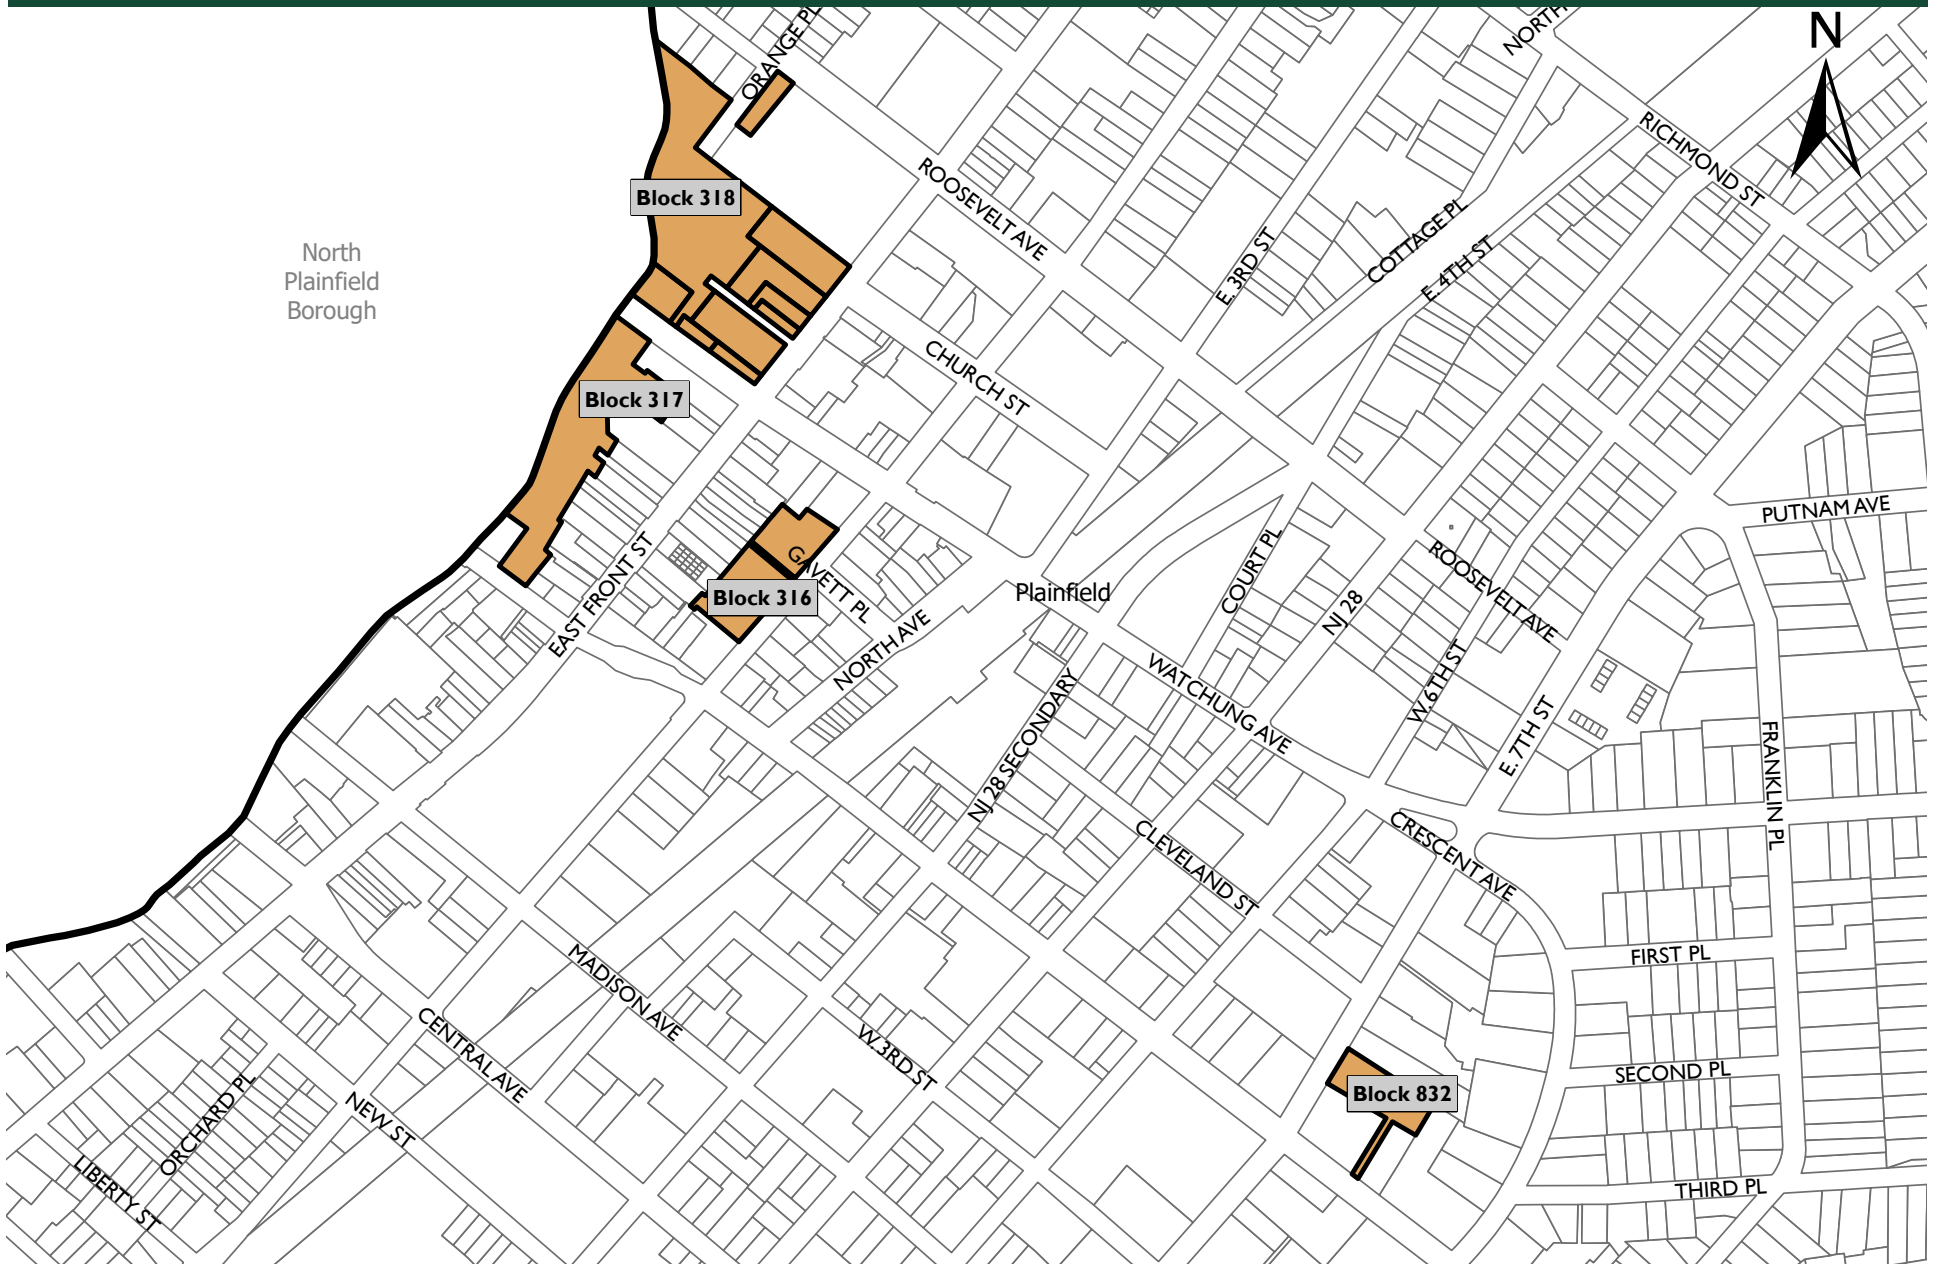 NORTH
N
ORANGE PL
RICHMOND ST
ROOSEVELT AVE
Block 318
COTTAGE PL
E. 3RD ST
E. 4TH ST
North
Plainfield
Borough
CHURCH ST
Block 317
PUTNAM AVE
EAST FRONT ST
GAVETT PL
Block 316
Plainfield
COURT PL
NJ 28
ROOSEVELT AVE
NORTH AVE
WATCHUNG AVE
W. 6TH ST
E. 7TH ST
NJ 28 SECONDARY
FRANKLIN PL
CLEVELAND ST
CRESCENT AVE
MADISON AVE
FIRST PL
CENTRAL AVE
W. 3RD ST
SECOND PL
Block 832
ORCHARD PL
NEW ST
LIBERTY ST
THIRD PL